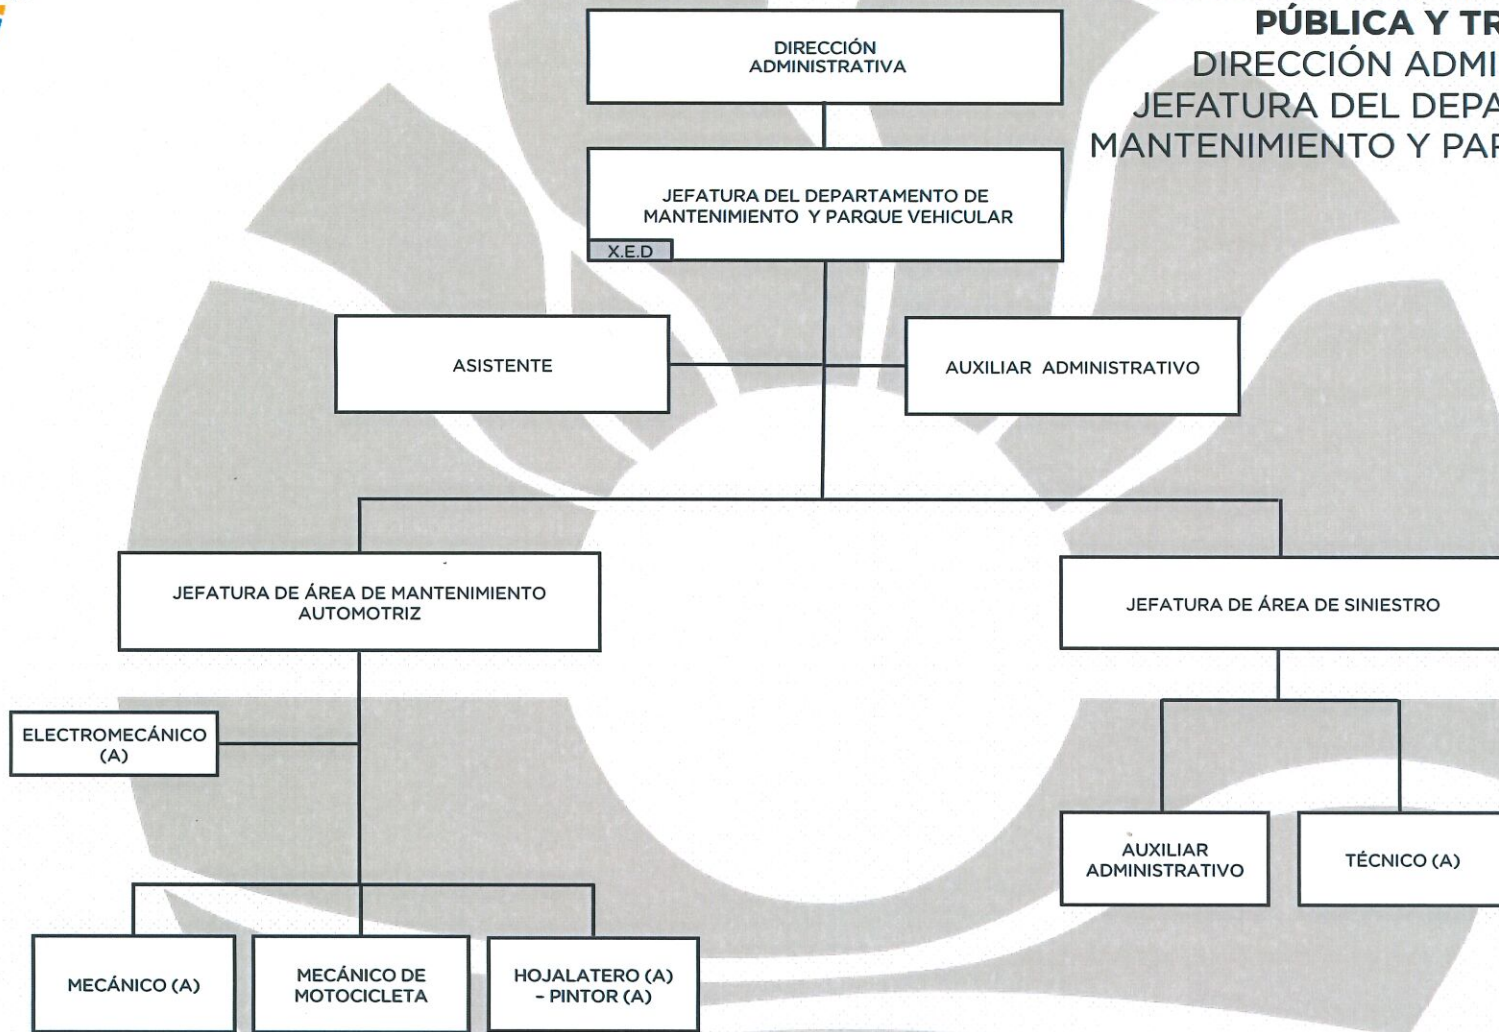 PÚBLICA Y TR
DIRECCIÓN ADMI
JEFATURA DEL DEPA
MANTENIMIENTO Y PAR
DIRECCIÓN
ADMINISTRATIVA
JEFATURA DEL DEPARTAMENTO DE
MANTENIMIENTO Y PARQUE VEHICULAR
X.E.D
ASISTENTE
AUXILIAR ADMINISTRATIVO
JEFATURA DE ÁREA DE MANTENIMIENTO
AUTOMOTRIZ
JEFATURA DE ÁREA DE SINIESTRO
ELECTROMECÁNICO
(A)
AUXILIAR
ADMINISTRATIVO
TÉCNICO (A)
MECÁNICO (A)
MECÁNICO DE
MOTOCICLETA
HOJALATERO (A)
– PINTOR (A)